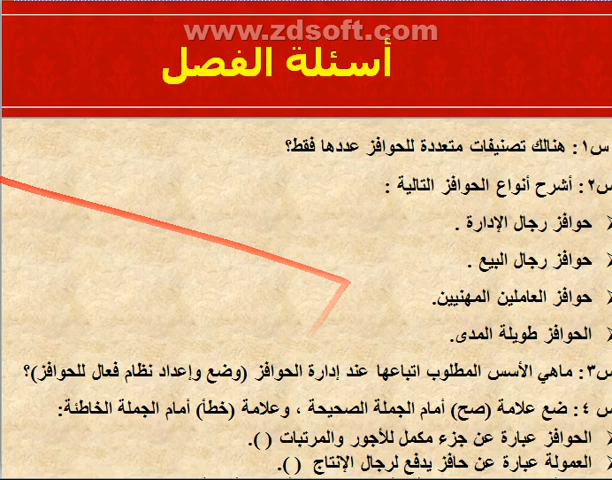 www.zdsoft.com
أسئلة الفصل
س١: هنالك تصنيفات متعددة للحوافز عددها فقط؟
س٢: أشرح أنواع الحوافز التالية :
حوافز رجال الإدارة .
حوافز رجال البيع .
حوافز العاملين المهنيين.
الحوافز طويلة المدى.
س٣: ماهي الأسس المطلوب اتباعها عند إدارة الحوافز (وضع وإعداد نظام فعال للحوافز)؟
س ٤: ضع علامة (صح) أمام الجملة الصحيحة ، وعلامة (خطأ) أمام الجملة الخاطئة:
الحوافز عبارة عن جزء مكمل للأجور والمرتبات ( ).
العمولة عبارة عن حافز يدفع لرجال الإنتاج ( ).